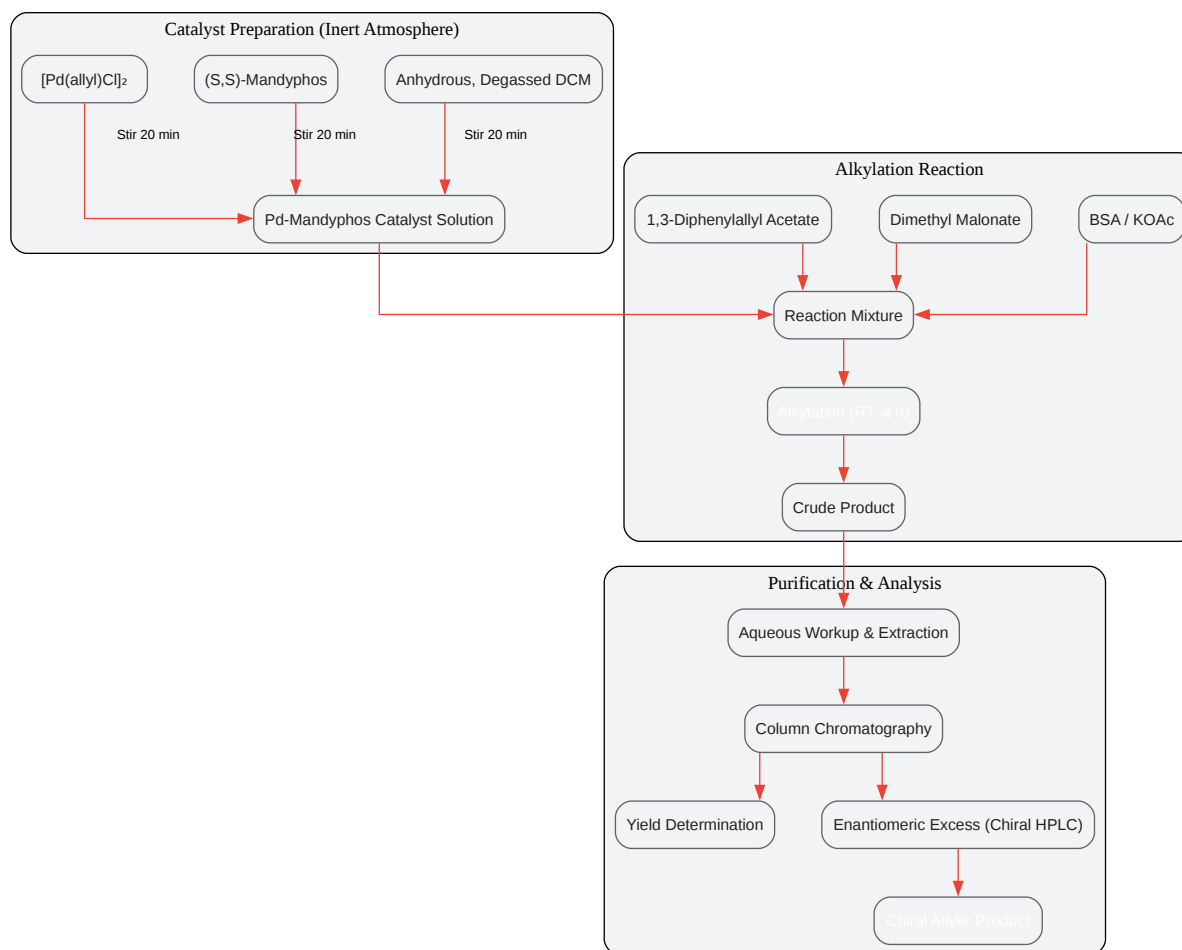 Catalyst Preparation (Inert Atmosphere)
[Pd(allyl)Cl]₂
(S,S)-Mandyphos
Anhydrous, Degassed DCM
Stir 20 min
Stir 20 min
Stir 20 min
Pd-Mandyphos Catalyst Solution
Alkylation Reaction
1,3-Diphenylallyl Acetate
Dimethyl Malonate
BSA / KOAc
Reaction Mixture
Alkylation (RT, 4 h)
Crude Product
Purification & Analysis
Aqueous Workup & Extraction
Column Chromatography
Yield Determination
Enantiomeric Excess (Chiral HPLC)
Chiral Allylic Product